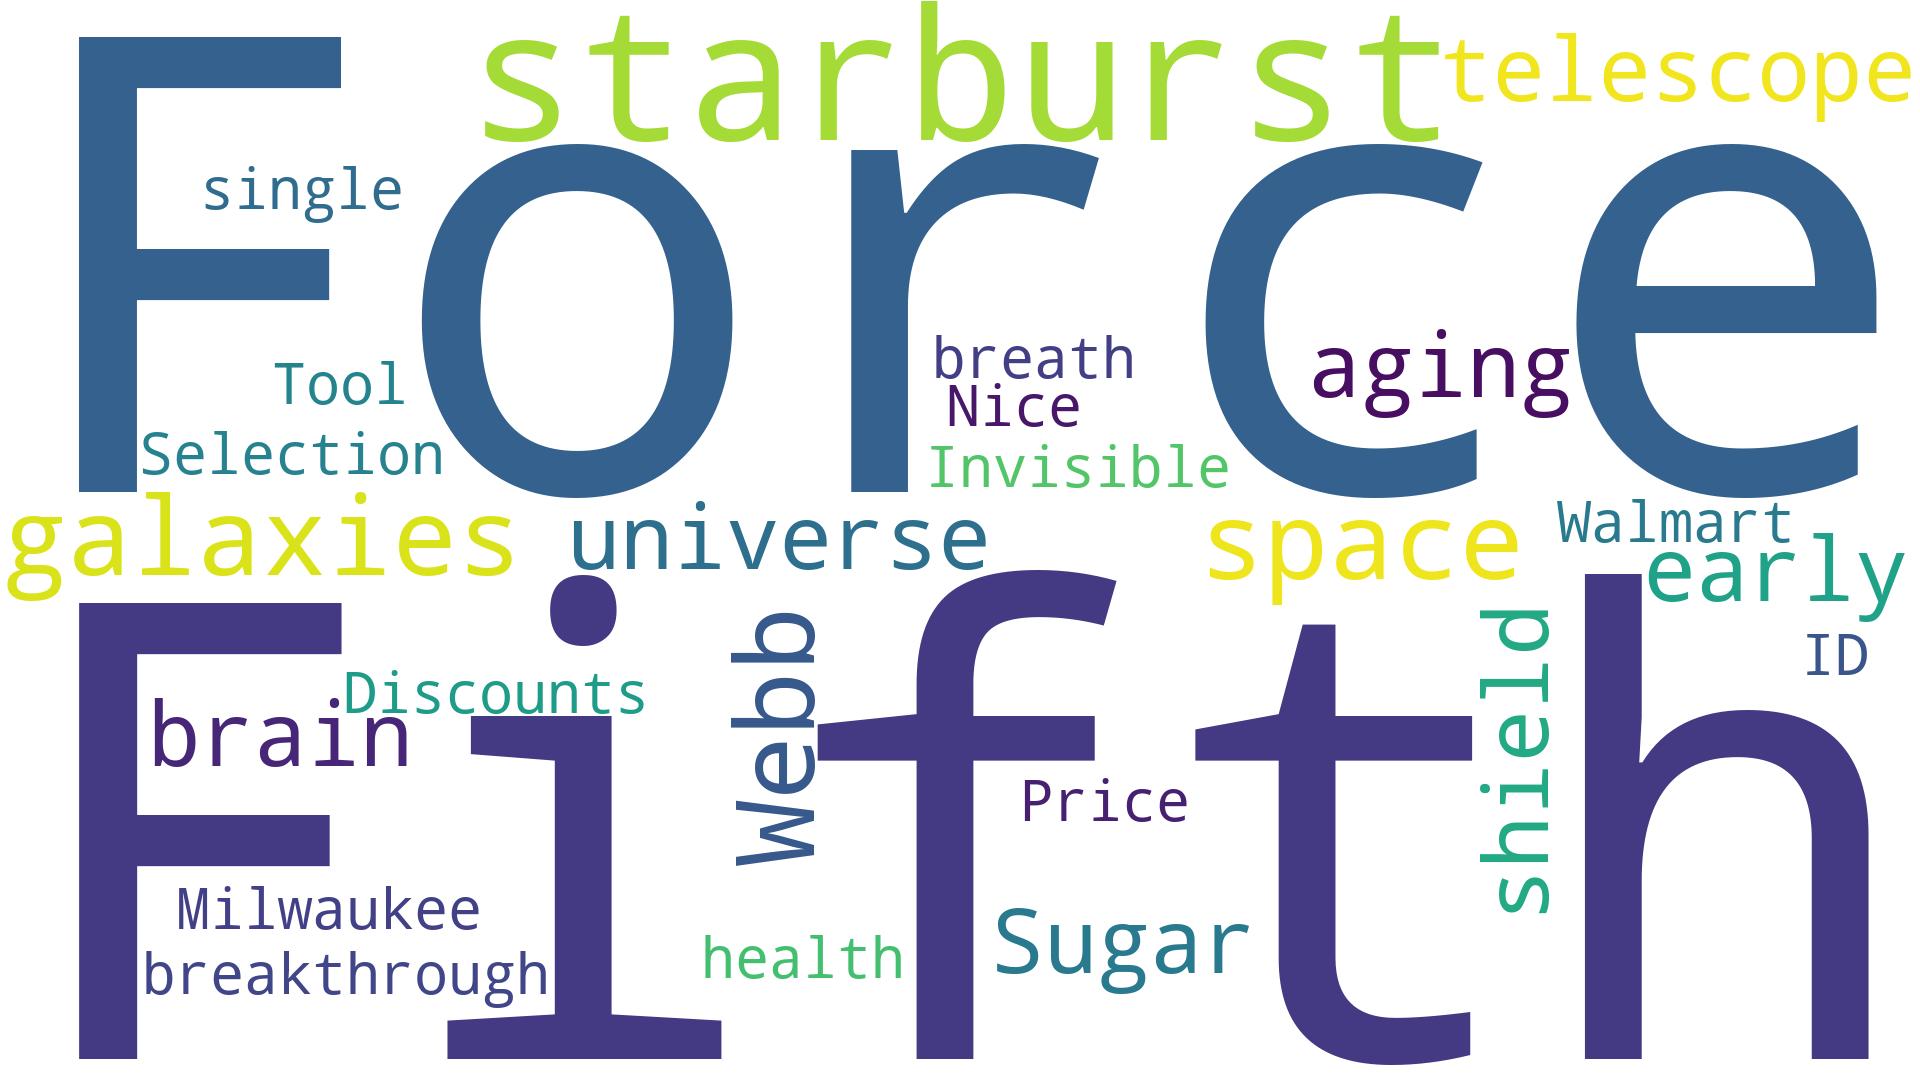 starburst
telescope
Force
single
breath
aging
Tool
Nice
Selection
Invisible
galaxies
universe
space
Walmart
early
Fifth
Webb
shield
ID
Discounts
brain
Price
Milwaukee
Sugar
health
breakthrough